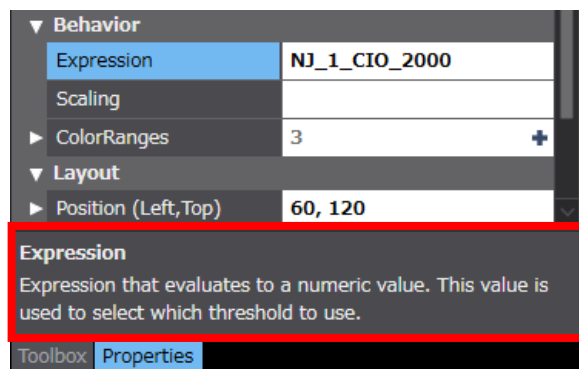 Behavior
Expression NJ_1_CIO_2000
Scaling
ColorRanges 3
Layout
Position (Left,Top) 60, 120
Expression
Expression that evaluates to a numeric value. This value is
used to select which threshold to use.
Toolbox Properties